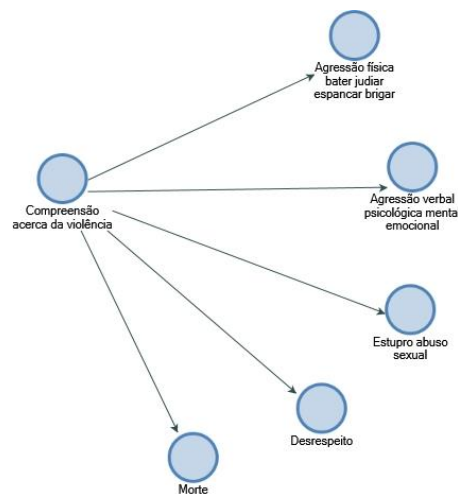 Agressão física
bater judiar
espancar brigar
Compreensão
acerca da violência
Agressão verbal
psicológica menta
emocional
Estupro abuso
sexual
Desrespeito
Morte